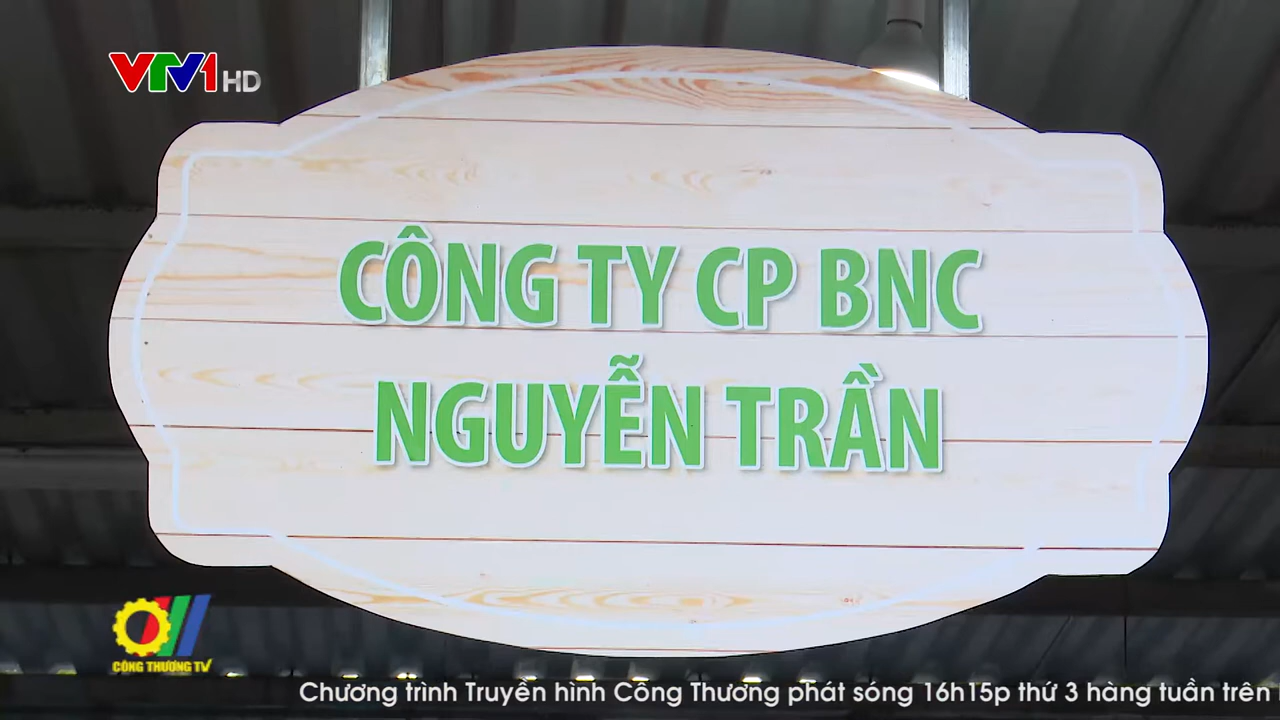 VTV1 HD
CÔNG TY CP BNC
NGUYỄN TRẦN
CÔNG THƯƠNG TV
Chương trình Truyền hình Công Thương phát sóng 16h15p thứ 3 hàng tuần trên